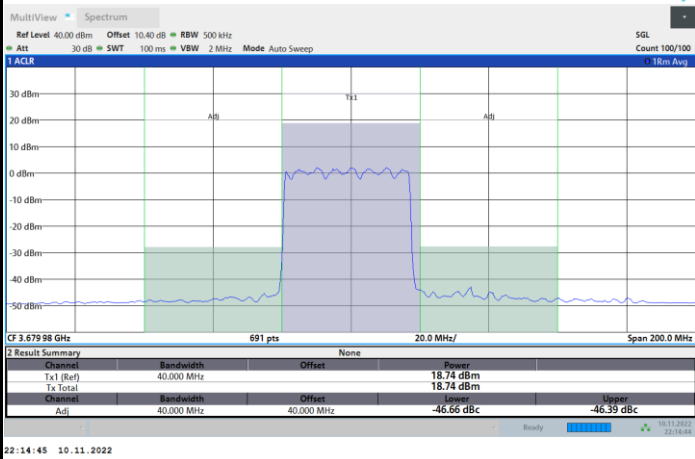 MultiView Spectrum
Ref Level 40.00 dBm Offset 10.40 dB RBW 500 kHz SGL
Att 30 dB SWT 100 ms VBW 2 MHz Mode Auto Sweep Count 100/100
1 ACLR 1Rm Avg
30 dBm
Tx1
20 dBm
Adj Adj
10 dBm
0 dBm
-10 dBm
-20 dBm
-30 dBm
-40 dBm
-50 dBm
CF 3.679 98 GHz 691 pts 20.0 MHz/ Span 200.0 MHz
2 Result Summary None
Channel Bandwidth Offset Power
Tx1 (Ref) 40.000 MHz 18.74 dBm
Tx Total 18.74 dBm
Channel Bandwidth Offset Lower Upper
Adj 40.000 MHz 40.000 MHz -46.66 dBc -46.39 dBc
Ready 10.11.2022
22:14:44
22:14:45 10.11.2022